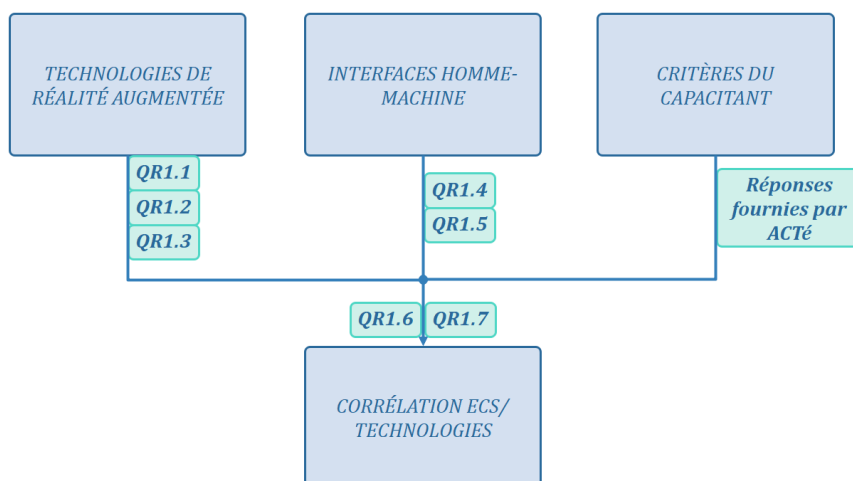 TECHNOLOGIES DE
RÉALITÉ AUGMENTÉE
INTERFACES HOMME-
MACHINE
CRITÈRES DU
CAPACITANT
QR1.1
QR1.2
QR1.3
QR1.4
QR1.5
Réponses
fournies par
ACTé
QR1.6
QR1.7
CORRÉLATION ECS/
TECHNOLOGIES